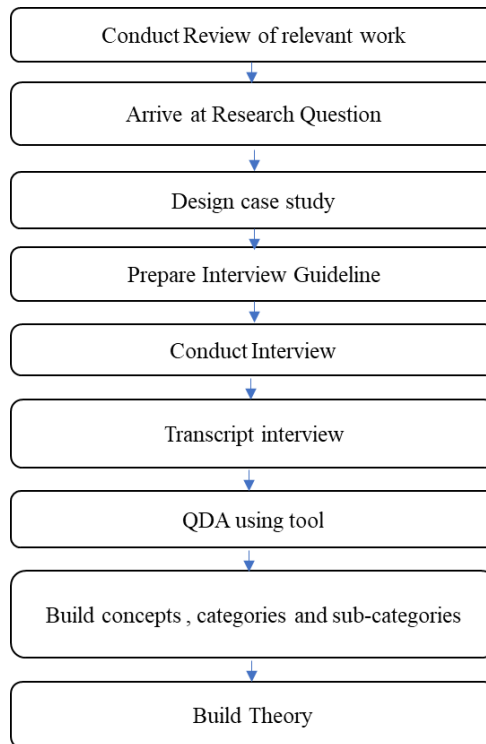 Conduct Review of relevant work
Arrive at Research Question
Design case study
Prepare Interview Guideline
Conduct Interview
Transcript interview
QDA using tool
Build concepts , categories and sub-categories
Build Theory